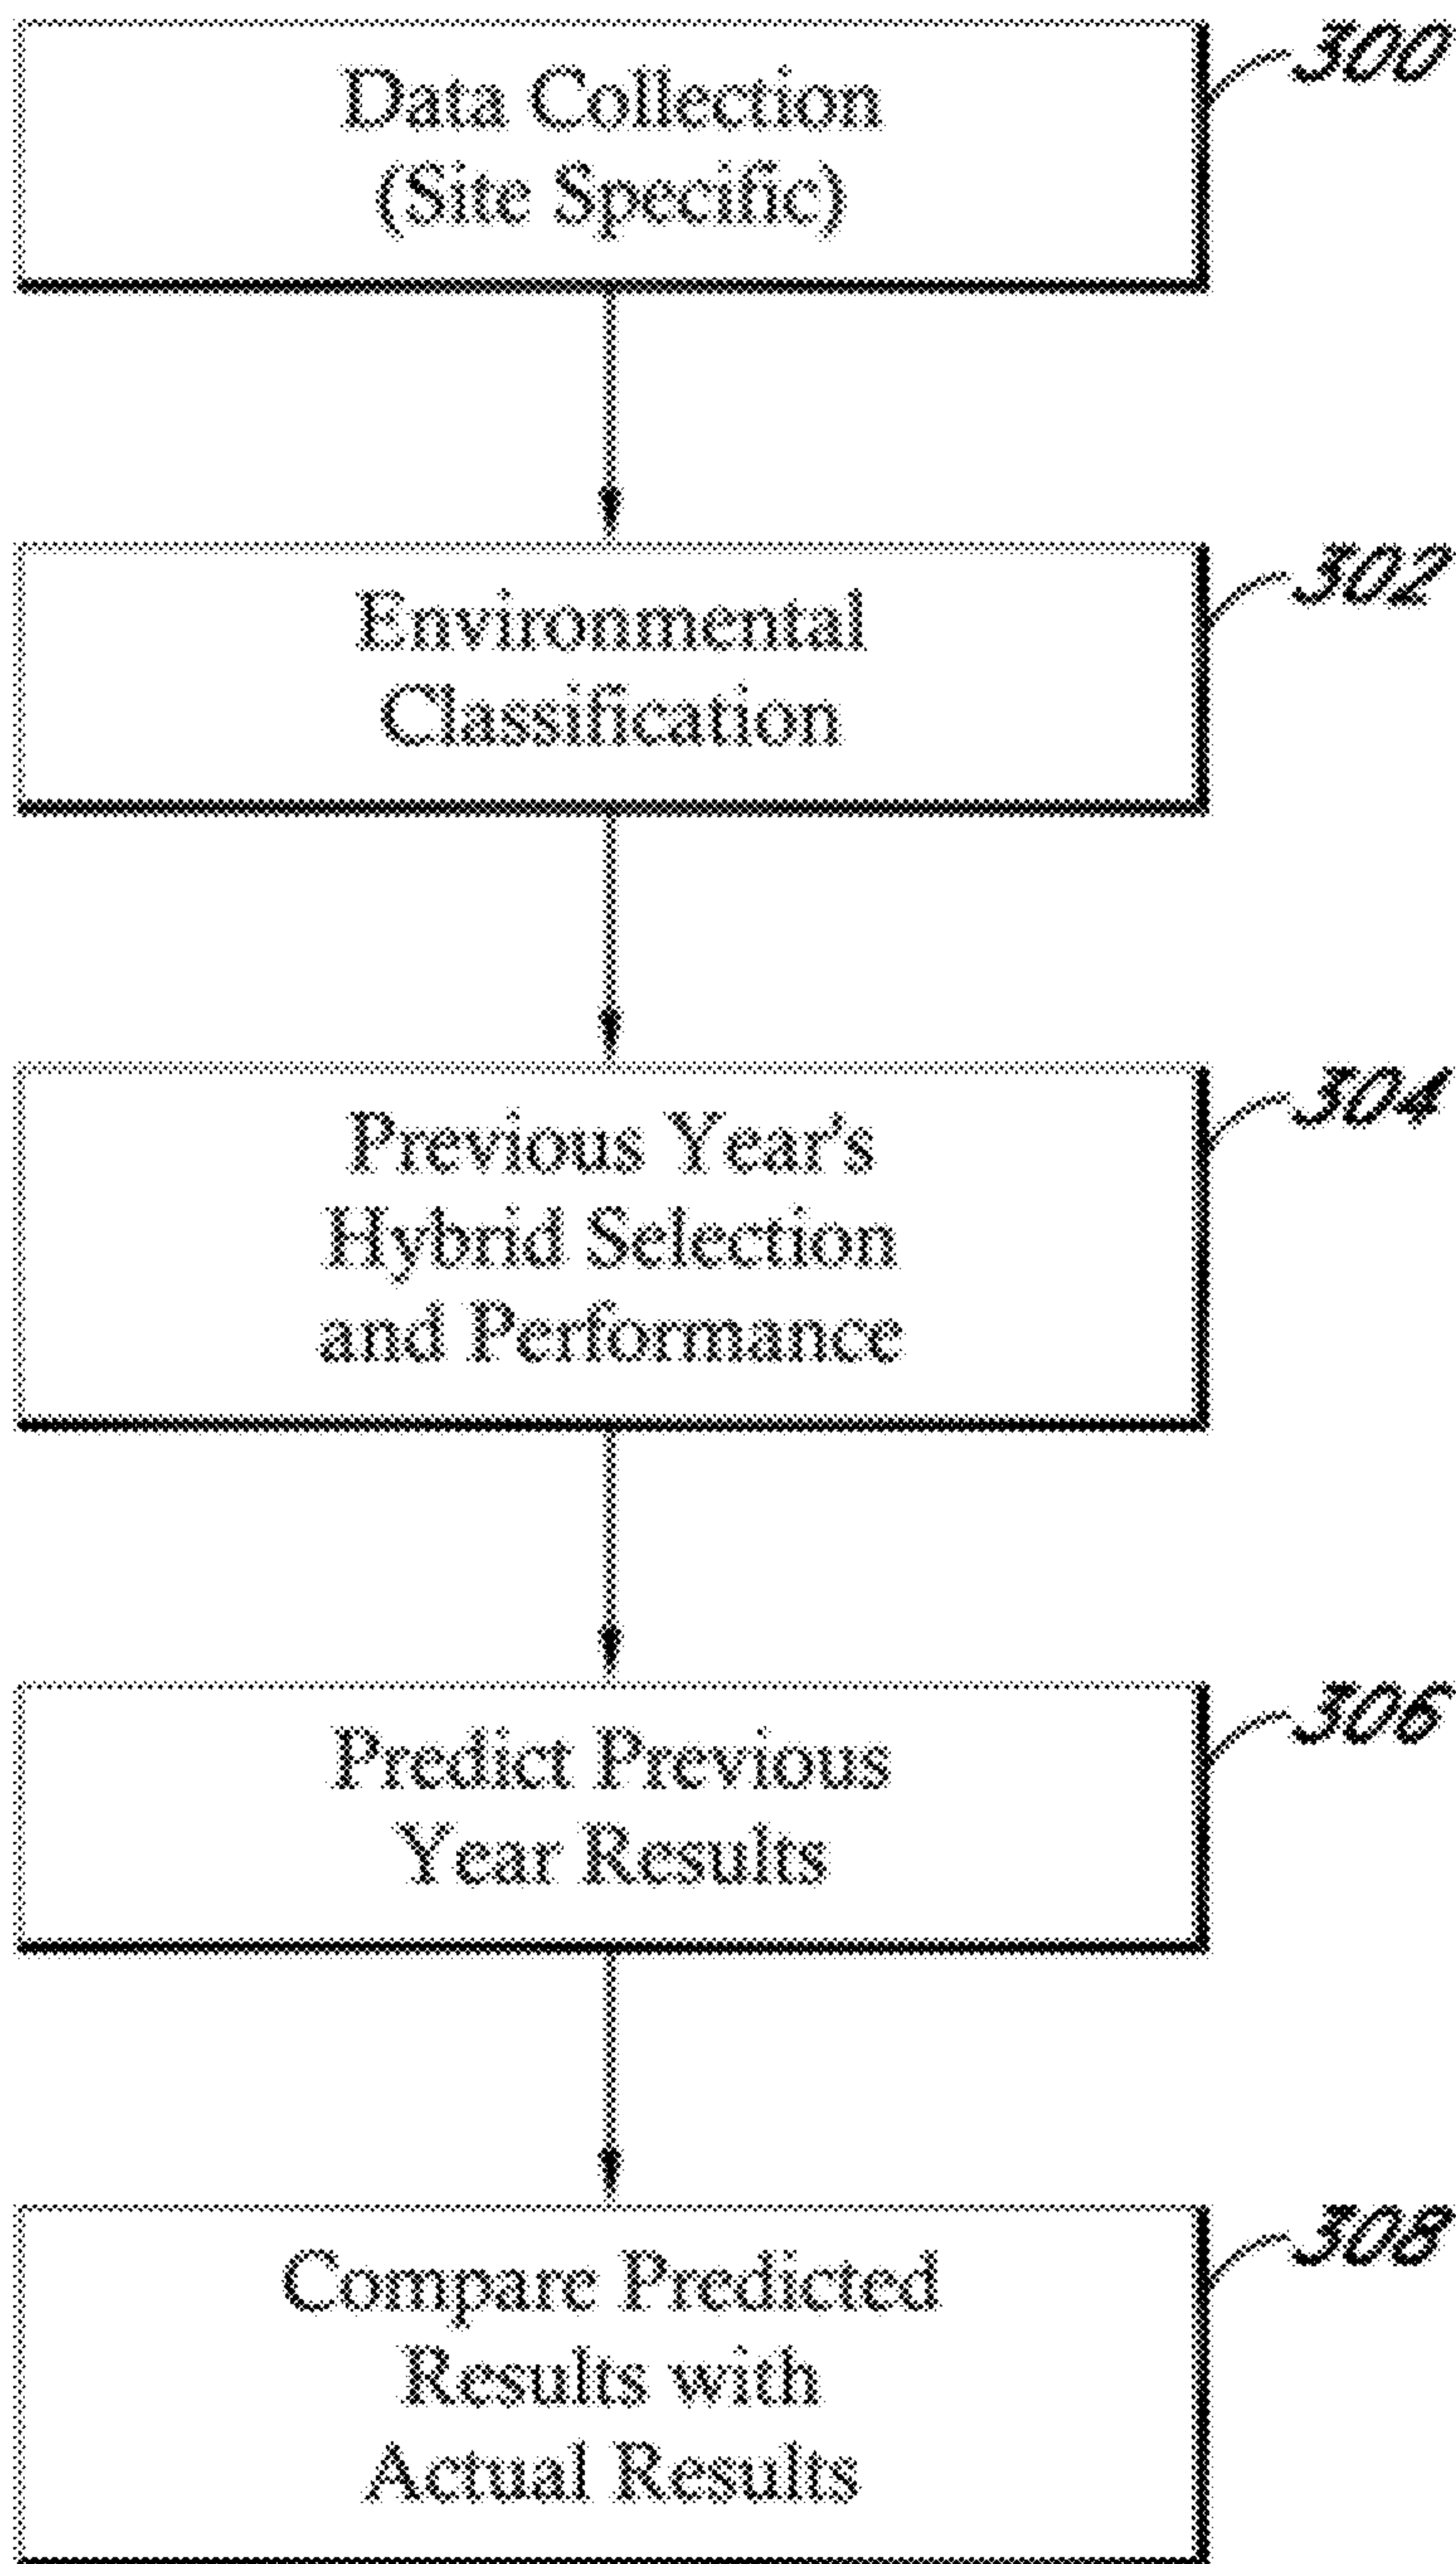 Data Collection
(Site Specific)
300
Environmental
Classification
302
Previous Year's
Hybrid Selection
and Performance
304
Predict Previous
Year Results
306
Compare Predicted
Results with
Actual Results
308